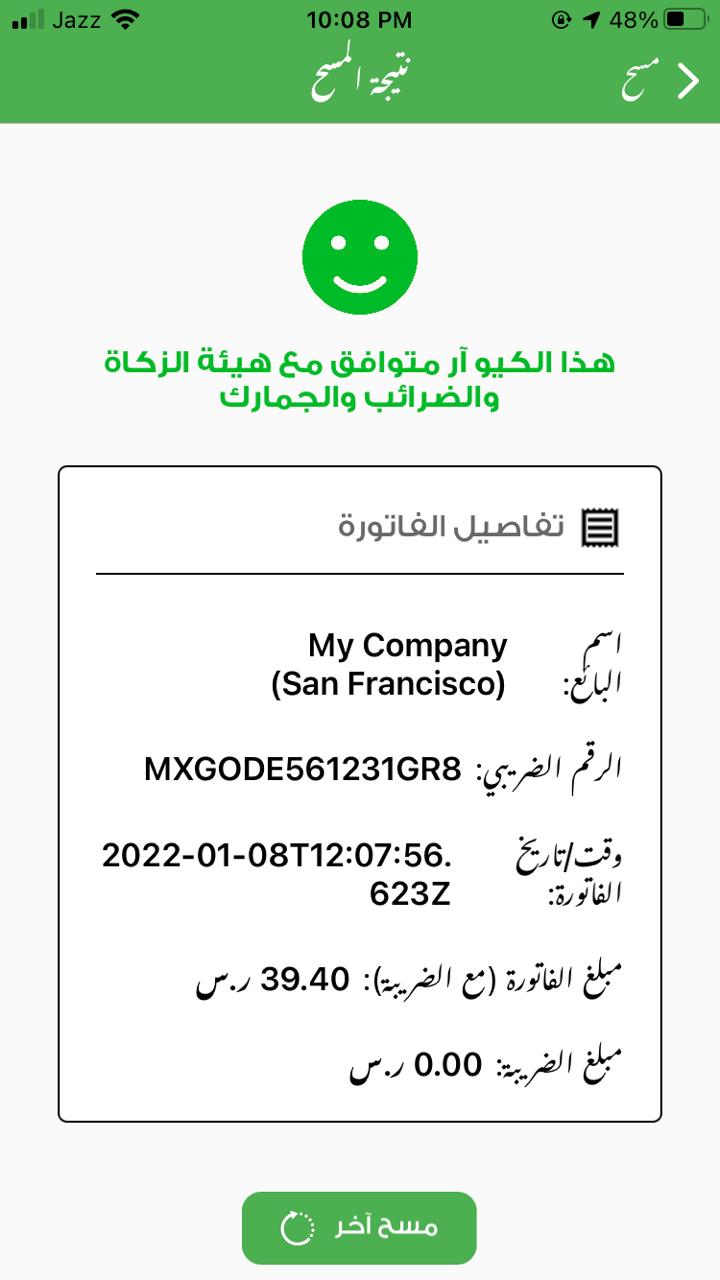 Jazz 10:08 PM 48%
مسح نتيجة المسح
هذا الكيو آر متوافق مع هيئة الزكاة
والضرائب والجمارك
تفاصيل الفاتورة
اسم البائع: My Company (San Francisco)
الرقم الضريبي: MXGODE561231GR8
وقت/تاريخ الفاتورة: 2022-01-08T12:07:56.623Z
مبلغ الفاتورة (مع الضريبة): 39.40 ر.س
مبلغ الضريبة: 0.00 ر.س
مسح آخر